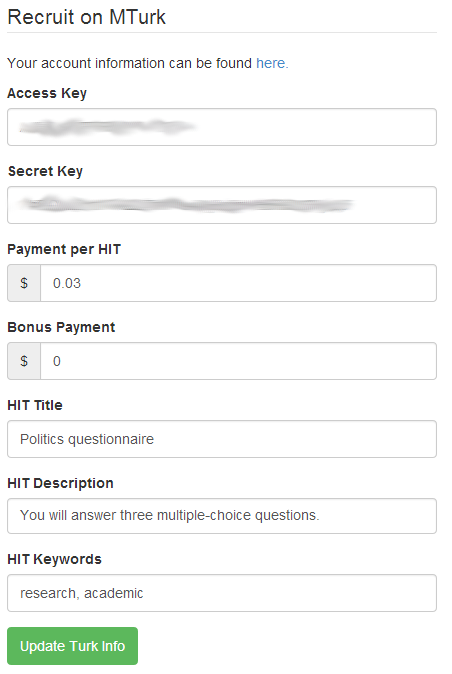 Recruit on MTurk
Your account information can be found here.
Access Key
Secret Key
Payment per HIT
$ 0.03
Bonus Payment
$ 0
HIT Title
Politics questionnaire
HIT Description
You will answer three multiple-choice questions.
HIT Keywords
research, academic
Update Turk Info